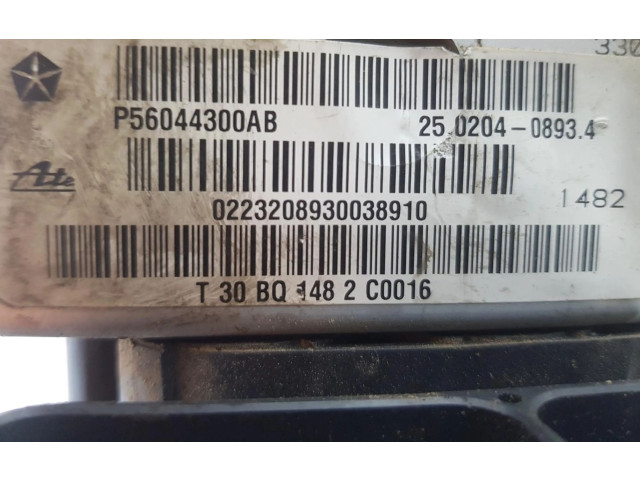 330
P56044300AB 25.0204-0893.4
Ate
0223208930038910 1482
T 30 BQ 148 2 C0016